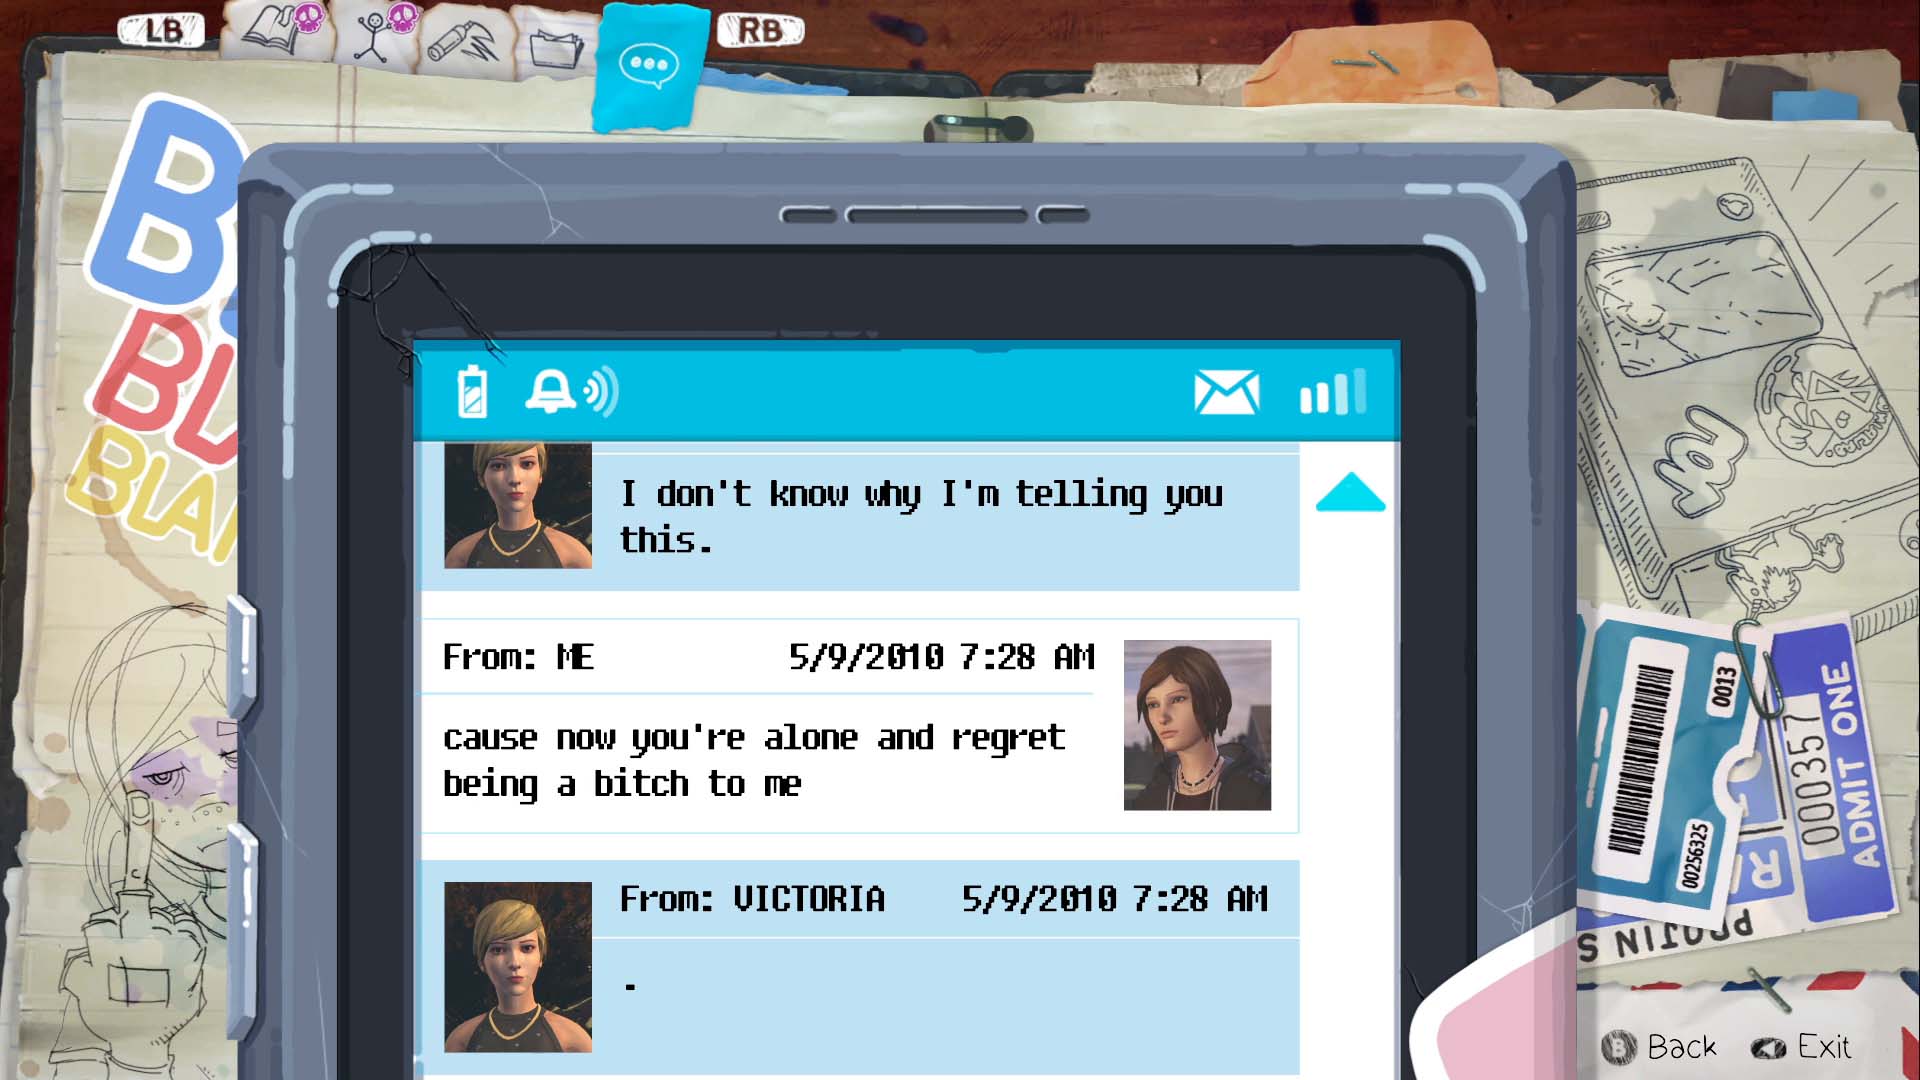 LB
RB
I don't know why I'm telling you
this.
From: ME 5/9/2010 7:28 AM
cause now you're alone and regret
being a bitch to me
From: VICTORIA 5/9/2010 7:28 AM
.
0013
00256325
000357
ADMIT ONE
B Back
Exit